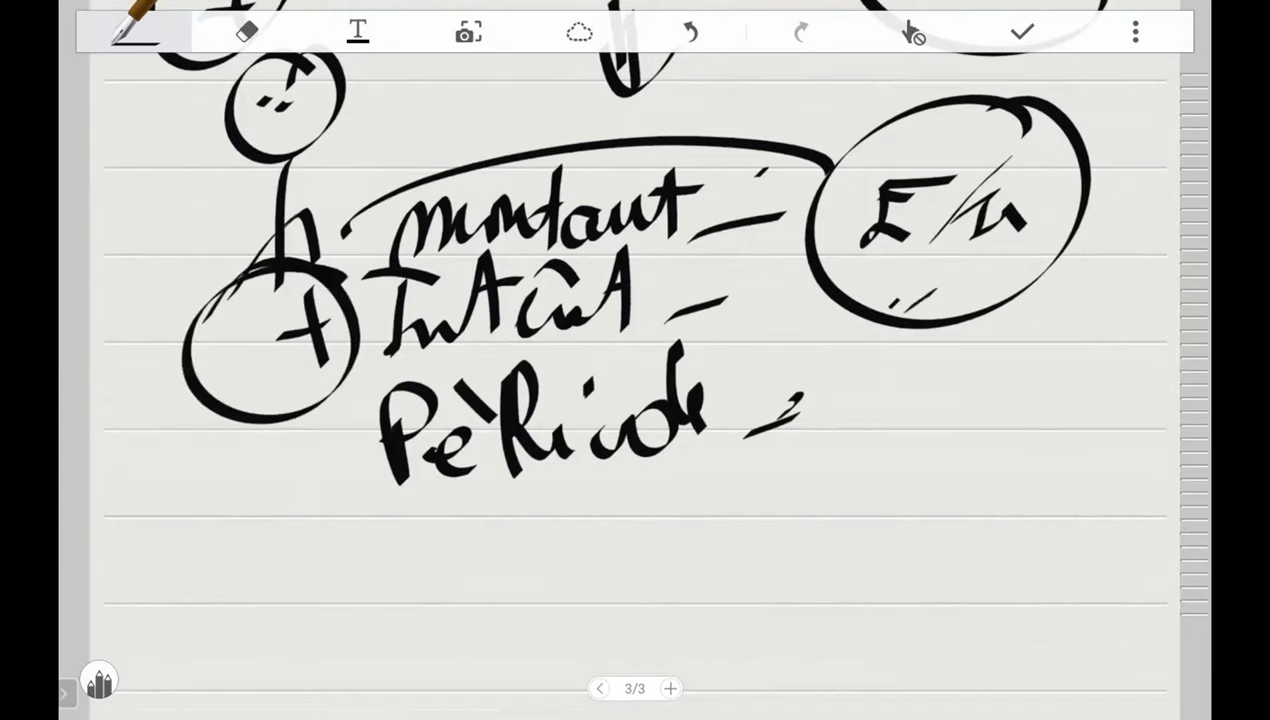 Montant =
E/n
+ Intérêt -
Période =
T
3/3